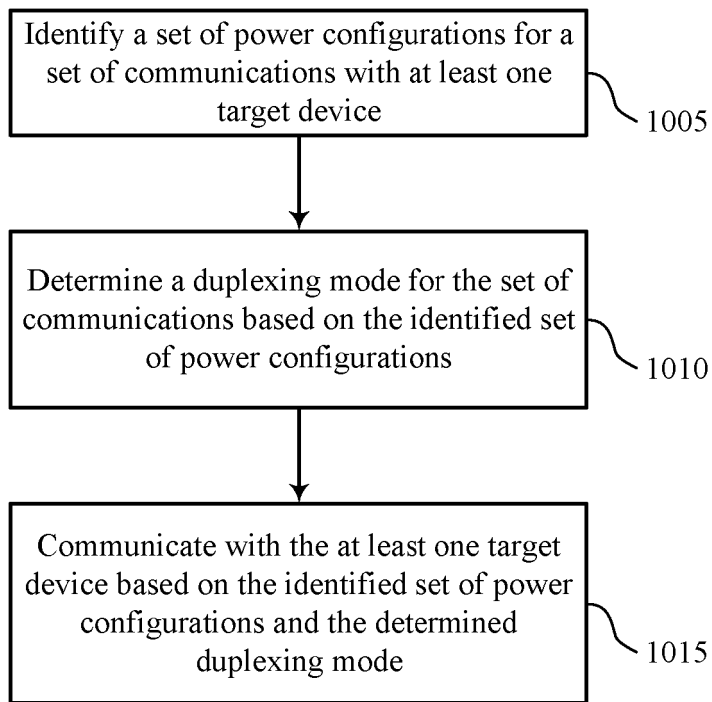 Identify a set of power configurations for a
set of communications with at least one
target device
1005
Determine a duplexing mode for the set of
communications based on the identified set
of power configurations
1010
Communicate with the at least one target
device based on the identified set of power
configurations and the determined
duplexing mode
1015